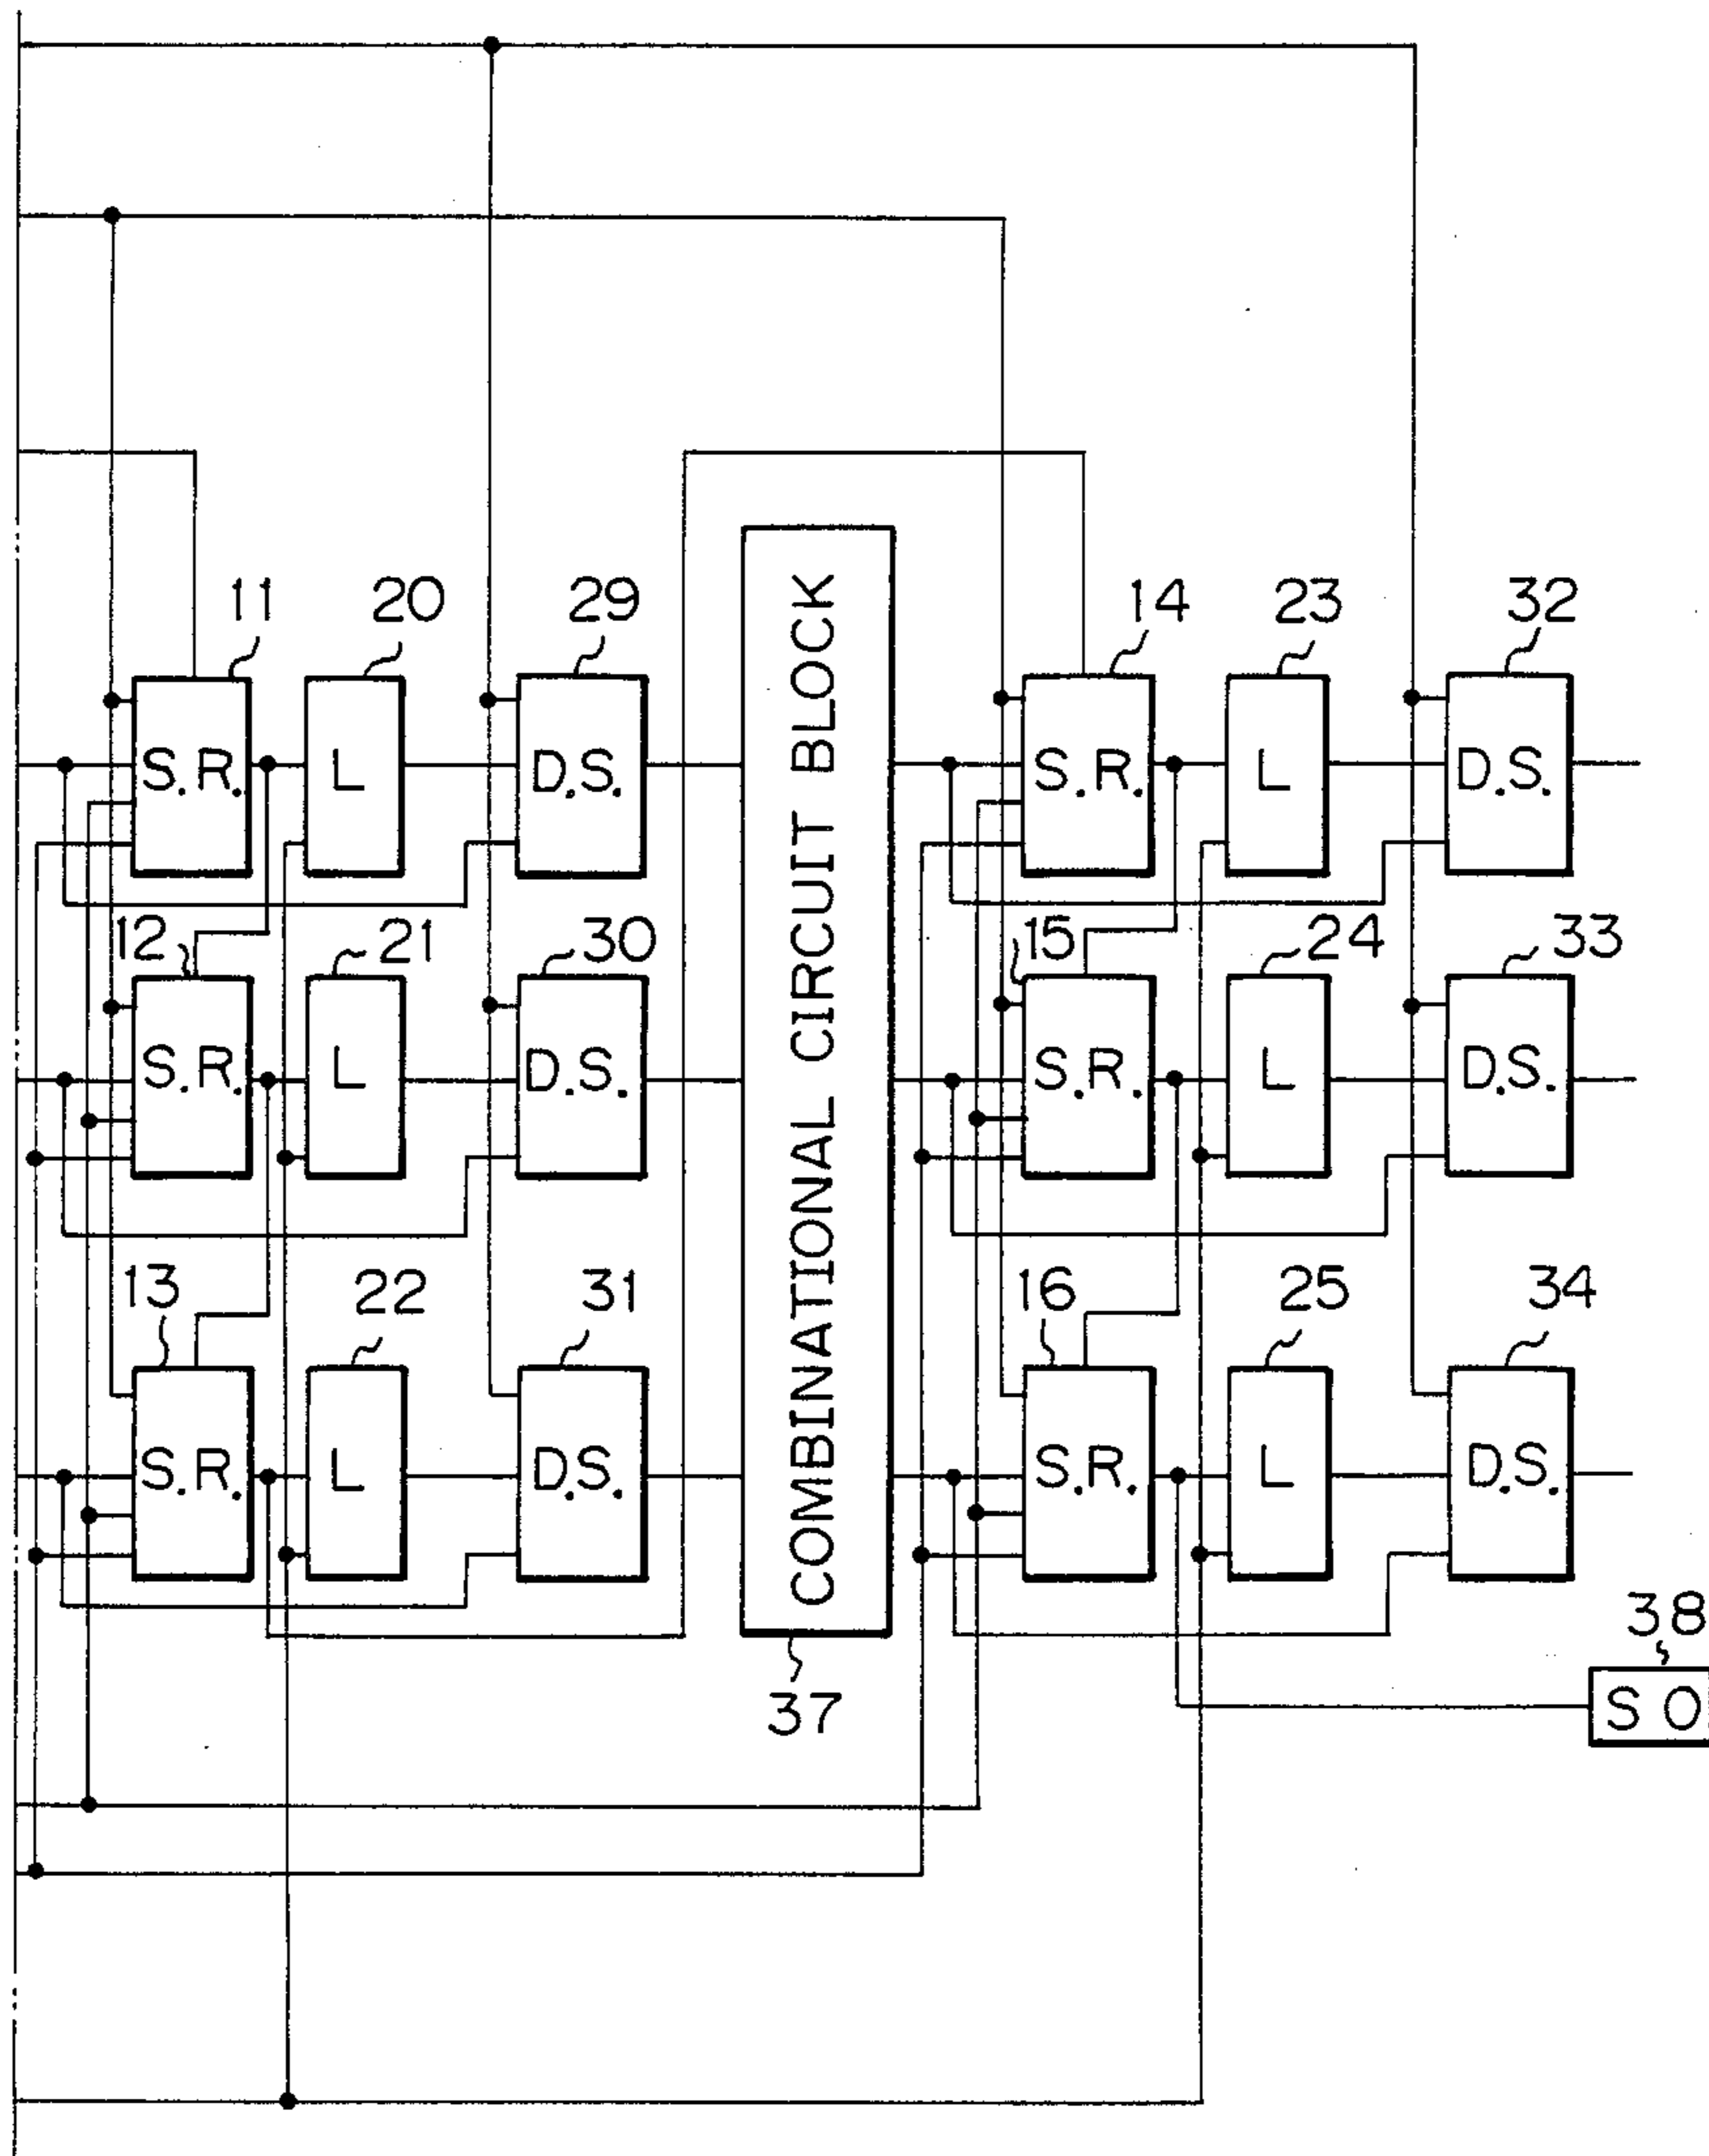 11 20 29 14 23 32
S.R. L D.S. S.R. L D.S.
12 21 30 15 24 33
S.R. L D.S. S.R. L D.S.
13 22 31 16 25 34
S.R. L D.S. S.R. L D.S.
COMBINATIONAL CIRCUIT BLOCK
37
38
SO